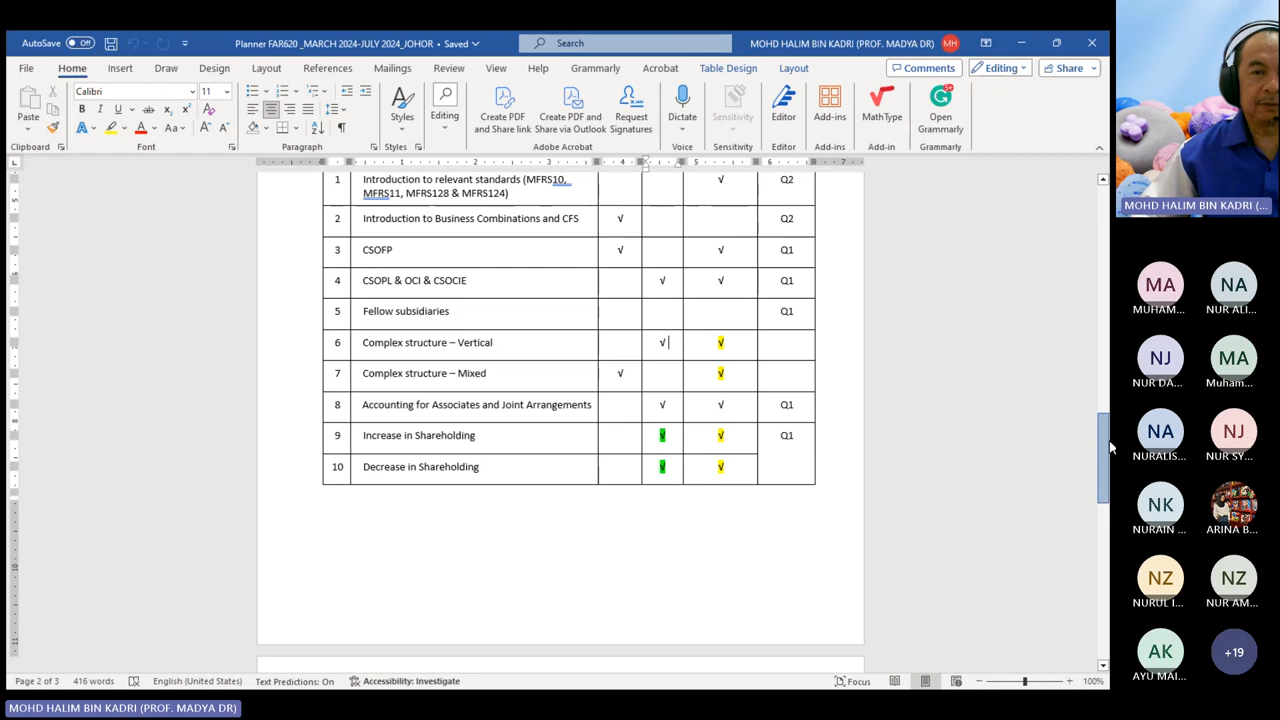 AutoSave Off Planner FAR620 _MARCH 2024-JULY 2024_JOHOR • Saved Search MOHD HALIM BIN KADRI (PROF. MADYA DR) MH
File Home Insert Draw Design Layout References Mailings Review View Help Grammarly Acrobat Table Design Layout Comments Editing Share
Calibri 11
Paste Styles Editing Create PDF and Share link Create PDF and Share via Outlook Request Signatures Dictate Sensitivity Editor Add-ins MathType Open Grammarly
Clipboard Font Paragraph Styles Adobe Acrobat Voice Sensitivity Editor Add-ins Add-in Grammarly
1 2 3 4 5 6 7
1 Introduction to relevant standards (MFRS10, √ Q2
MFRS11, MFRS128 & MFRS124)
2 Introduction to Business Combinations and CFS √ Q2
3 CSOFP √ √ Q1
4 CSOPL & OCI & CSOCIE √ √ Q1
5 Fellow subsidiaries Q1
6 Complex structure – Vertical √ √
7 Complex structure – Mixed √ √
8 Accounting for Associates and Joint Arrangements √ √ Q1
9 Increase in Shareholding √ √ Q1
10 Decrease in Shareholding √ √
Page 2 of 3 416 words English (United States) Text Predictions: On Accessibility: Investigate Focus 100%
MOHD HALIM BIN KADRI (PROF. MADYA DR)
MOHD HALIM BIN KADRI (...
MA NA
MUHAM... NUR ALI...
NJ MA
NUR DA... Muham...
NA NJ
NURALIS... NUR SY...
NK
NURAIN ... ARINA B...
NZ NZ
NURUL I... NUR AM...
AK +19
AYU MAI...